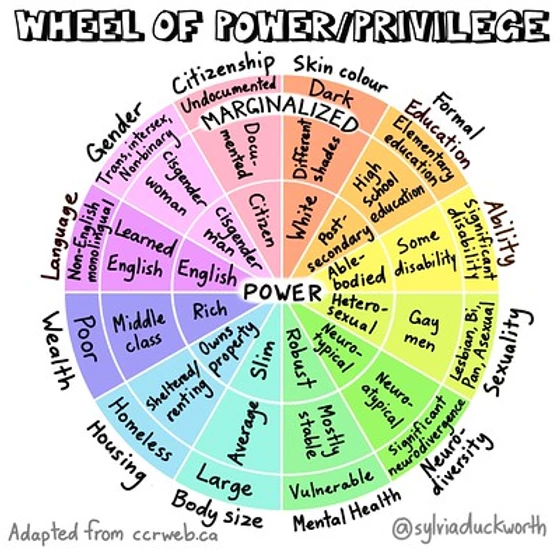 WHEEL OF POWER/PRIVILEGE
Citizenship
Undocumented
Docu-
mented
Citizen
Skin colour
Dark
Different
shades
White
MARGINALIZED
Formal
Education
Elementary
education
High
school
education
Post-
secondary
Ability
Significant
disability
Some
disability
Able-
bodied
Sexuality
Lesbian, Bi,
Pan, Asexual
Gay
men
Hetero-
sexual
Neuro-
diversity
Significant
neurodivergence
Neuro-
atypical
Neuro-
typical
Mental Health
Vulnerable
Mostly
stable
Robust
Body size
Large
Average
Slim
Housing
Homeless
Sheltered/
renting
Owns
property
Wealth
Poor
Middle
class
Rich
Language
Non-English
monolingual
Learned
English
English
Gender
Trans, intersex,
Nonbinary
Cisgender
woman
Cisgender
man
POWER
Adapted from ccrweb.ca
@sylviaduckworth